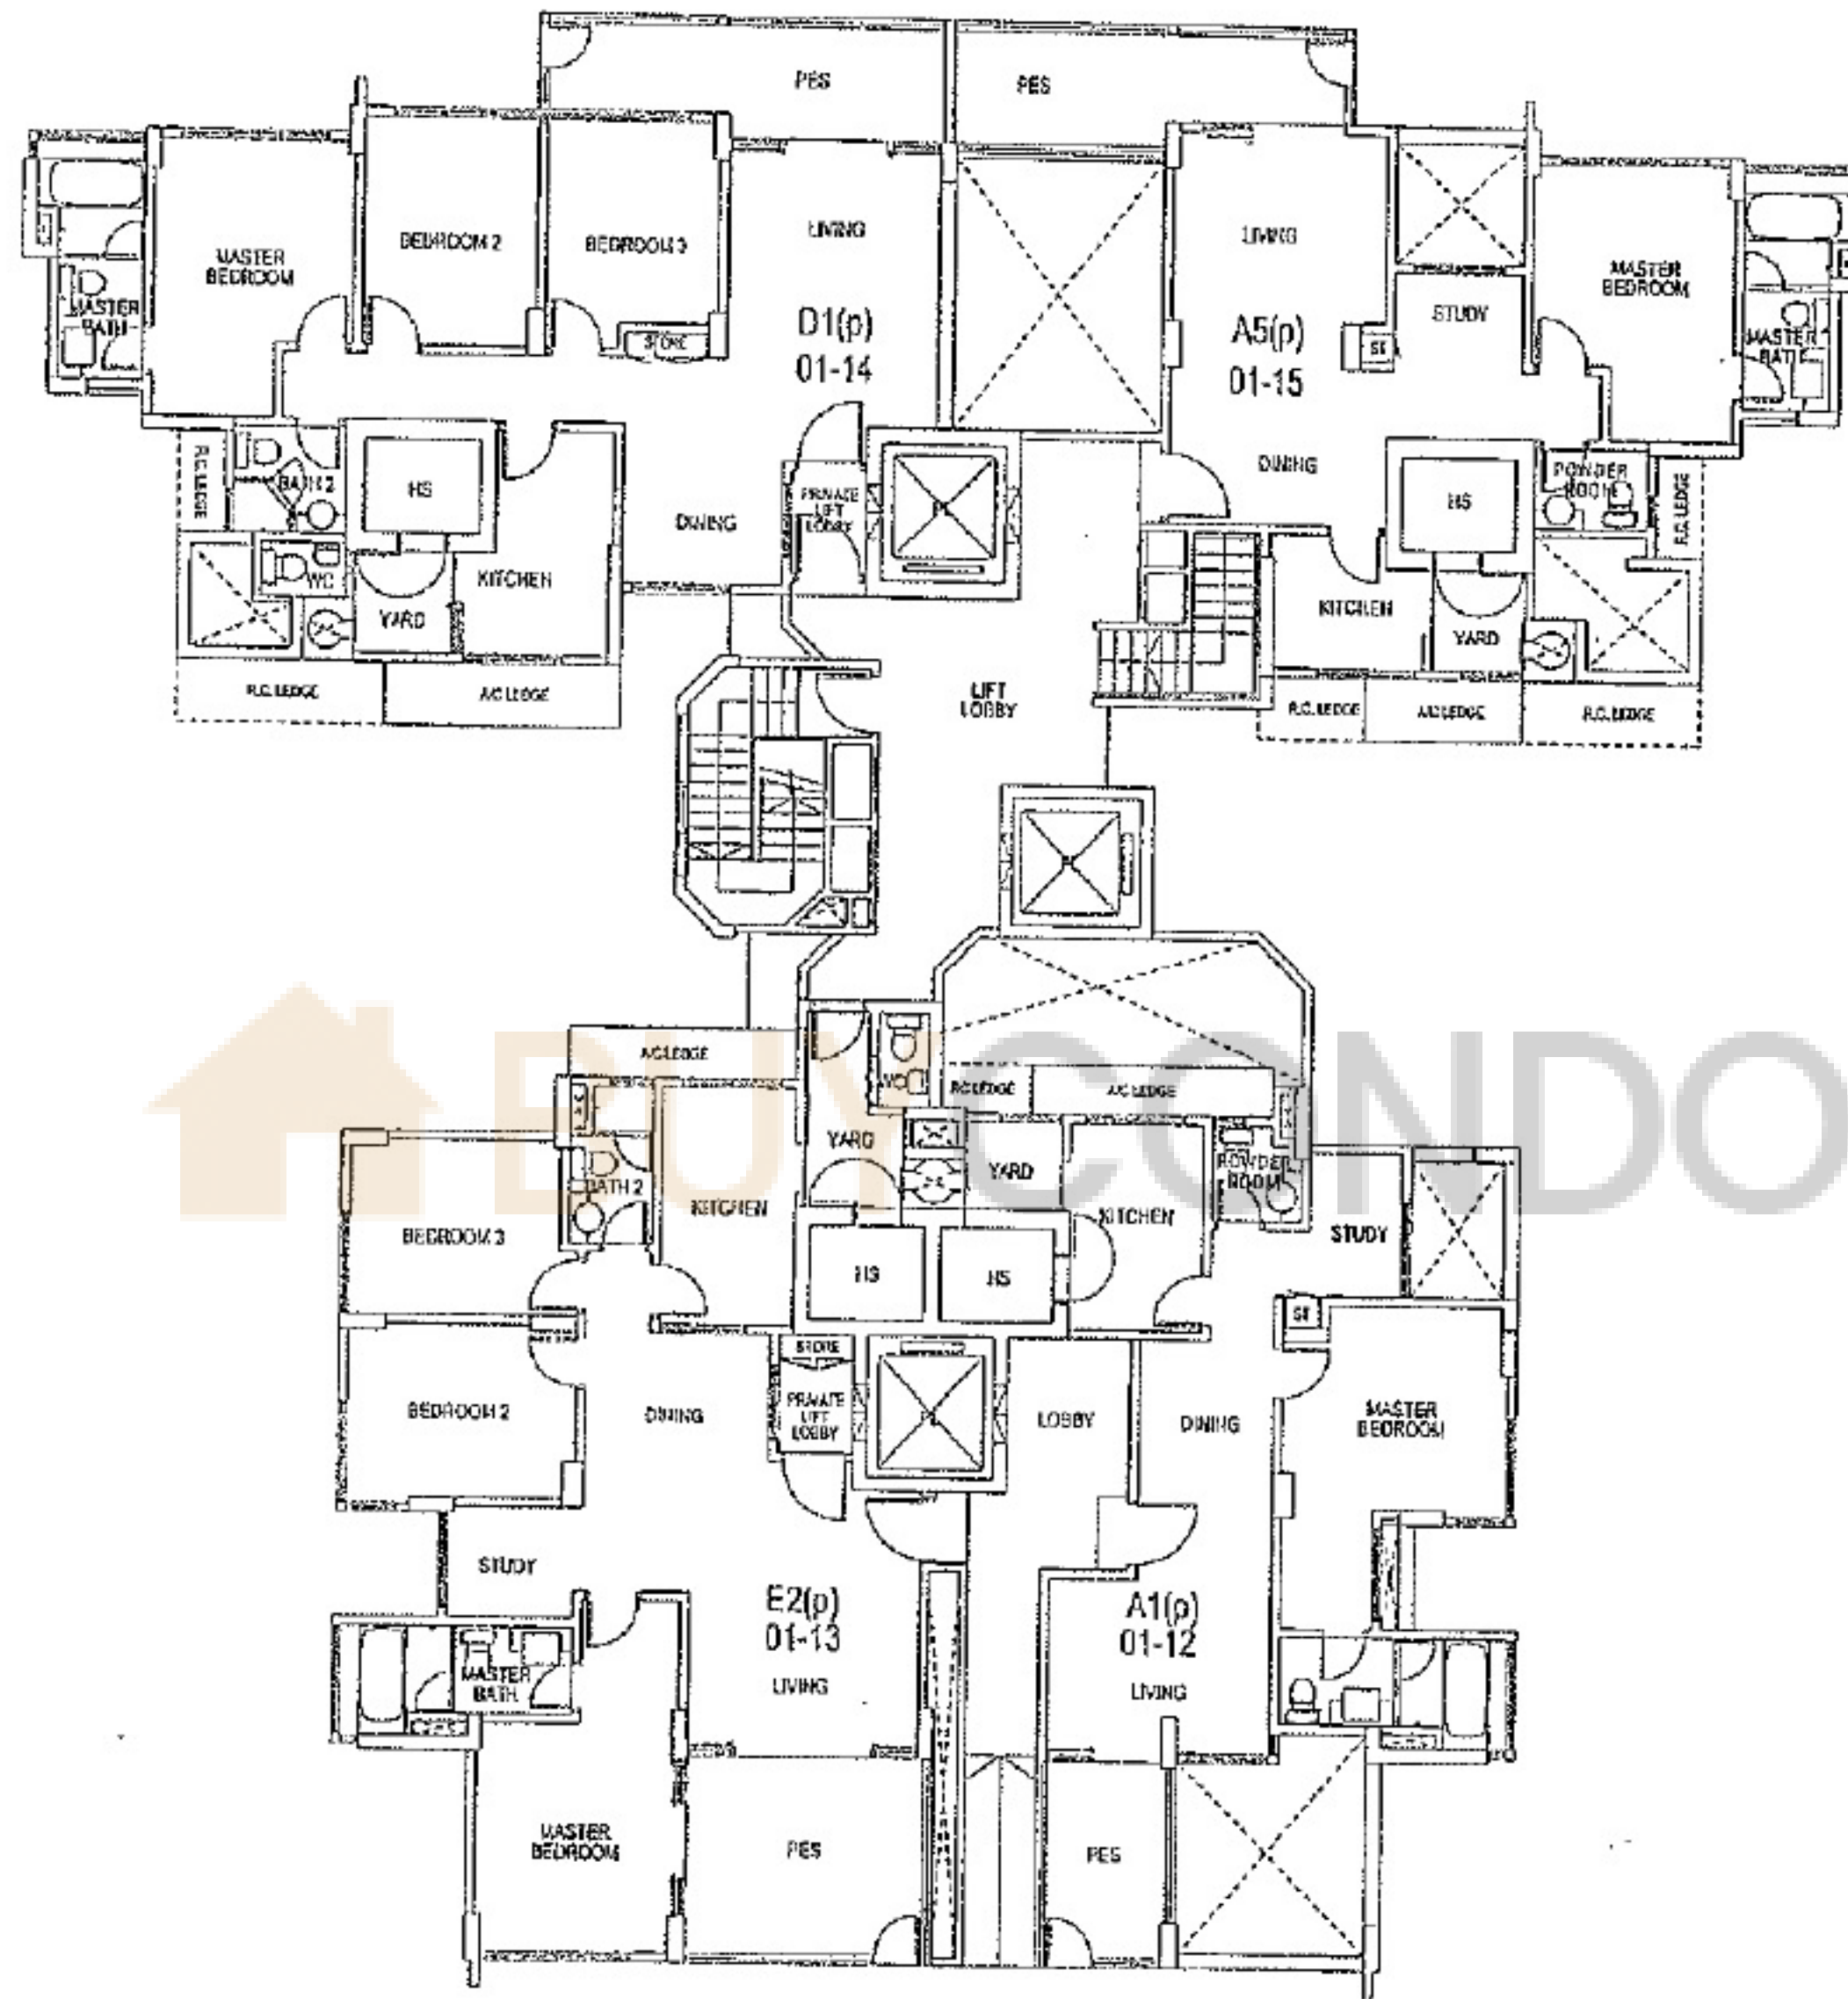 PES
PES
MASTER
BEDROOM
BEDROOM 2
BEDROOM 3
LIVING
LIVING
STUDY
MASTER
BEDROOM
MASTER
BATH
MASTER
BATH
STORE
D1(p)
01-14
A5(p)
01-15
R.C. LEDGE
BATH 2
HS
DINING
PRIVATE
LIFT
LOBBY
DINING
HS
POWDER
ROOM
R.C. LEDGE
WC
YARD
KITCHEN
KITCHEN
YARD
R.C. LEDGE
A/C LEDGE
LIFT
LOBBY
R.C. LEDGE
A/C LEDGE
R.C. LEDGE
BUYCONDO
A/C LEDGE
A/C LEDGE
YARD
YARD
BATH 2
KITCHEN
KITCHEN
POWDER
ROOM
STUDY
BEDROOM 3
HS
HS
STORE
BEDROOM 2
DINING
PRIVATE
LIFT
LOBBY
LOBBY
DINING
MASTER
BEDROOM
STUDY
E2(p)
01-13
A1(p)
01-12
MASTER
BATH
LIVING
LIVING
MASTER
BEDROOM
PES
PES